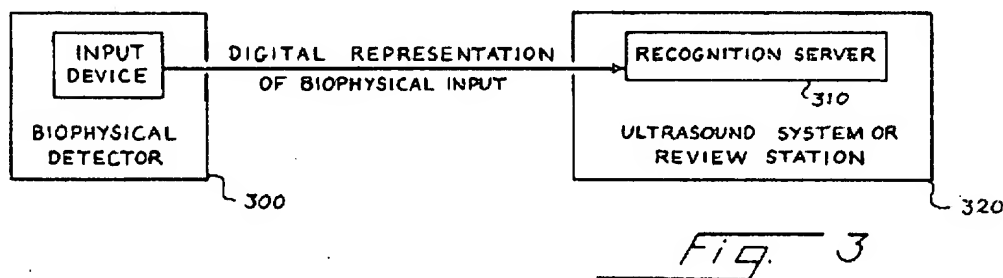 INPUT
DEVICE
BIOPHYSICAL
DETECTOR
300
DIGITAL REPRESENTATION
OF BIOPHYSICAL INPUT
RECOGNITION SERVER
310
ULTRASOUND SYSTEM OR
REVIEW STATION
320
Fig. 3